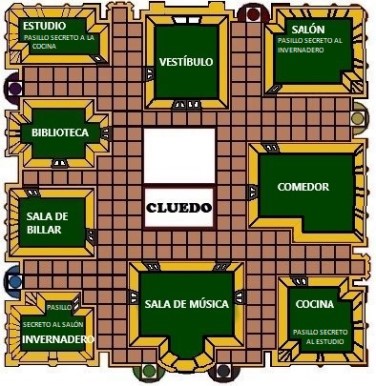 ESTUDIO
PASILLO SECRETO A LA
COCINA
VESTÍBULO
SALÓN
PASILLO SECRETO AL
INVERNADERO
BIBLIOTECA
COMEDOR
CLUEDO
SALA DE
BILLAR
PASILLO
SECRETO AL SALÓN
INVERNADERO
SALA DE MÚSICA
COCINA
PASILLO SECRETO
AL ESTUDIO